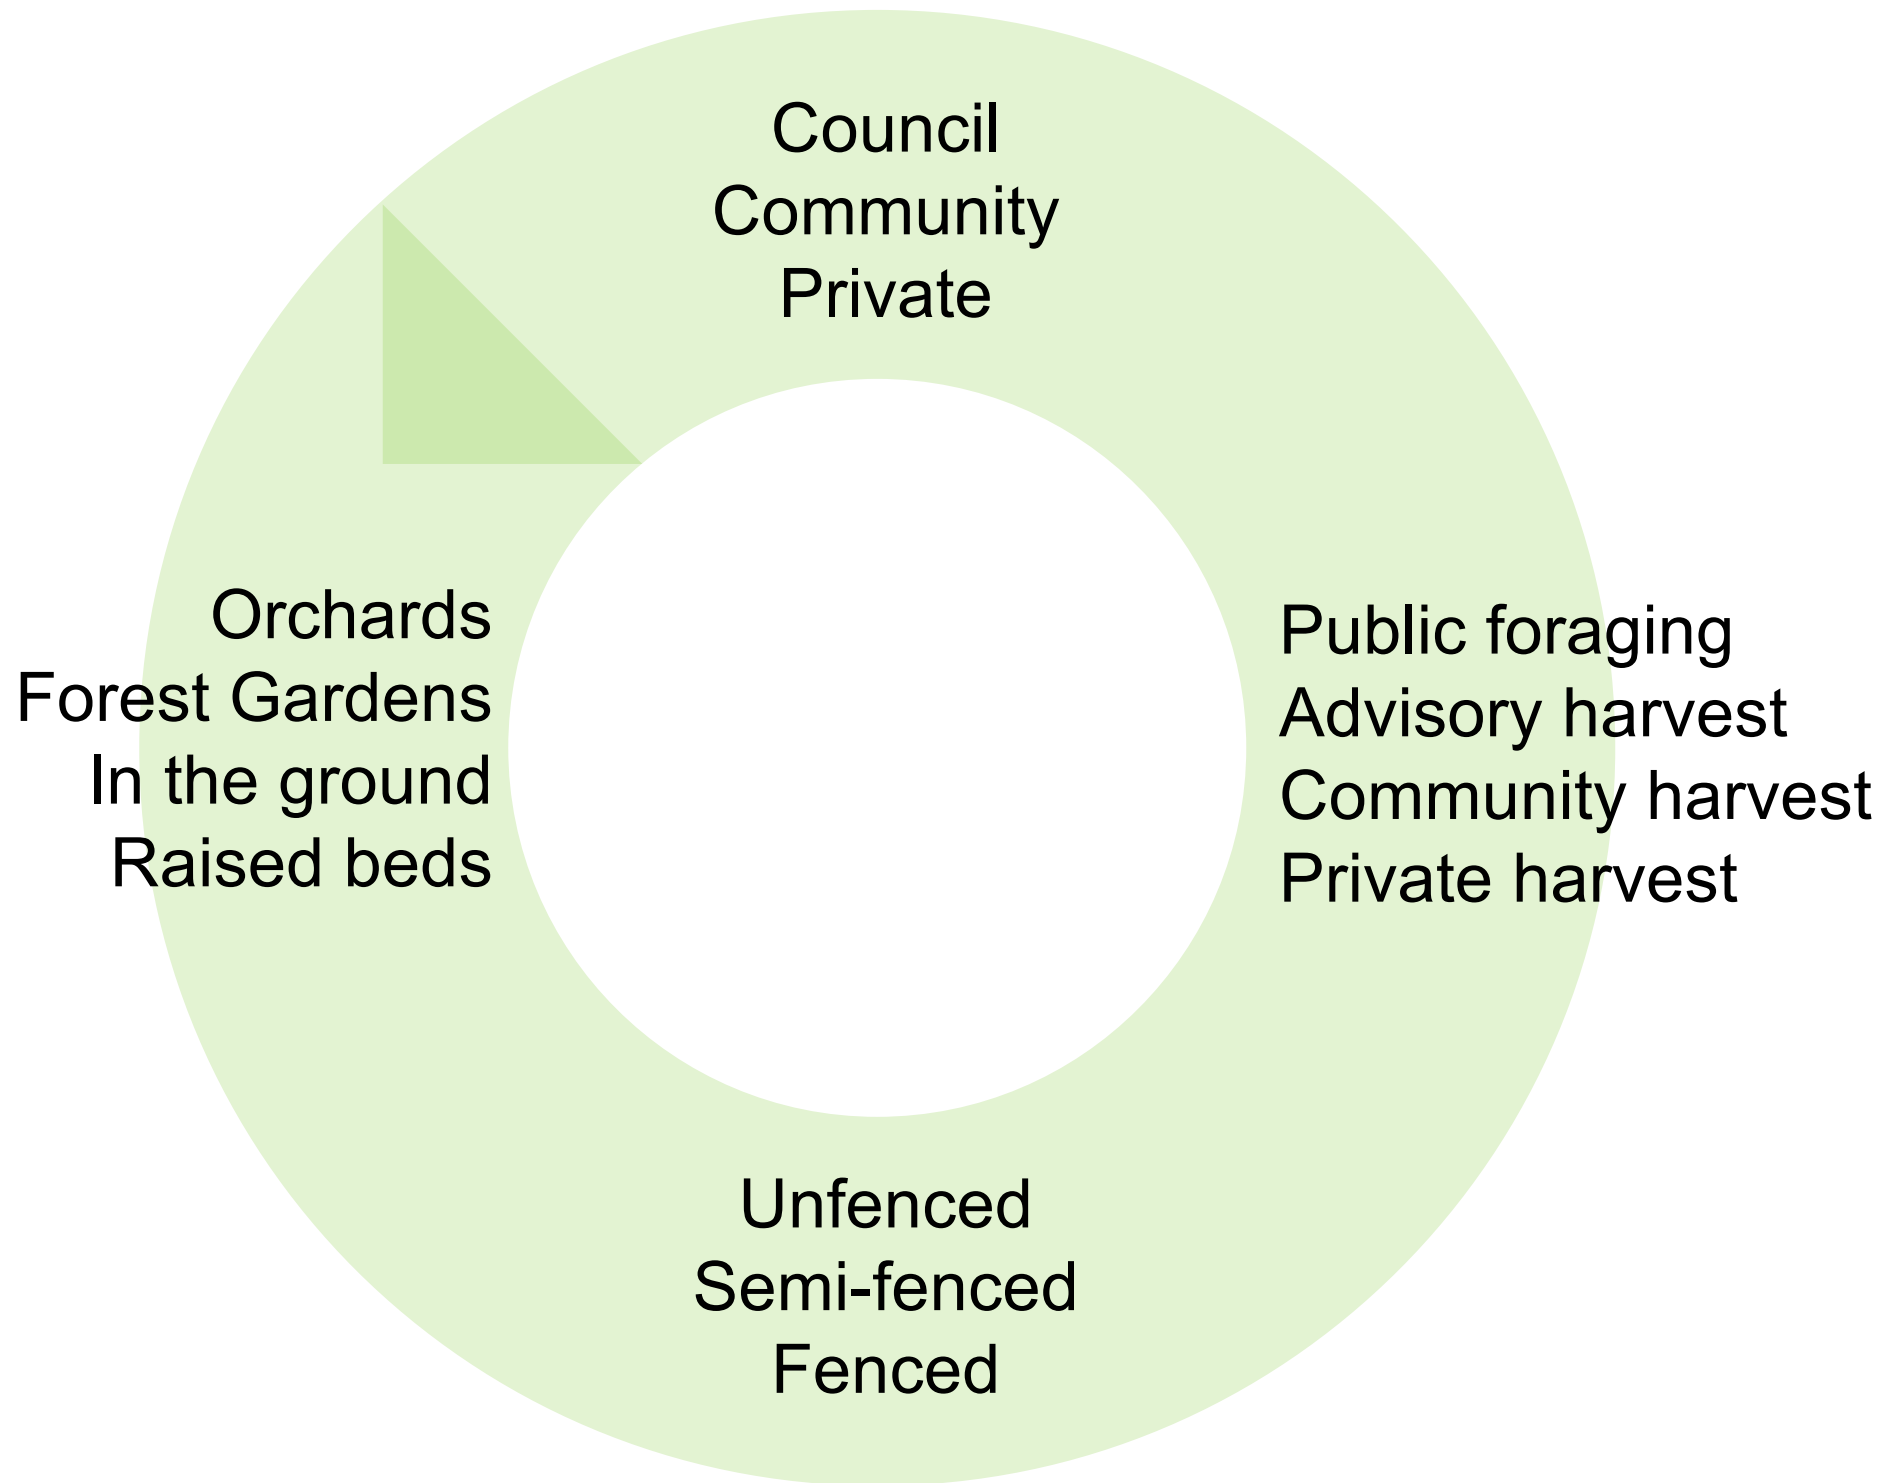 Council
Community
Private
Orchards
Forest Gardens
In the ground
Raised beds
Public foraging
Advisory harvest
Community harvest
Private harvest
Unfenced
Semi-fenced
Fenced